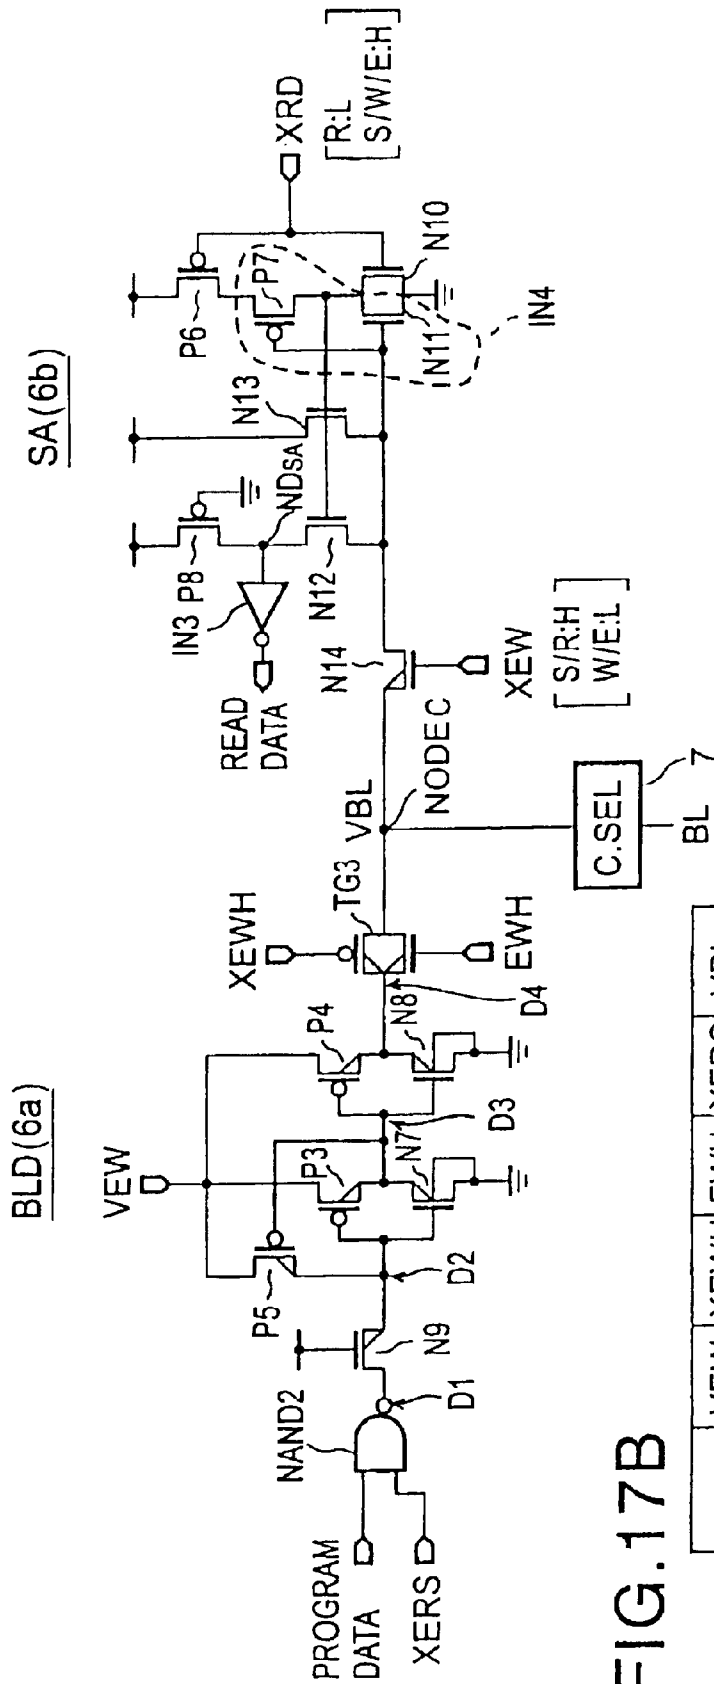 BLD(6a)
SA(6b)
VEW
P5
P3
P4
N7
N8
D3
D2
N9
NAND2
D1
PROGRAM
DATA
XERS
XEWH
TG3
EWH
D4
VBL
NODE C
C.SEL
7
BL
READ
DATA
IN3
P8
NDSA
N12
N13
N14
XEW
[S/R:H
W/E:L]
P6
P7
N10
N11
IN4
XRD
[R:L
S/W/E:H]
FIG.17B